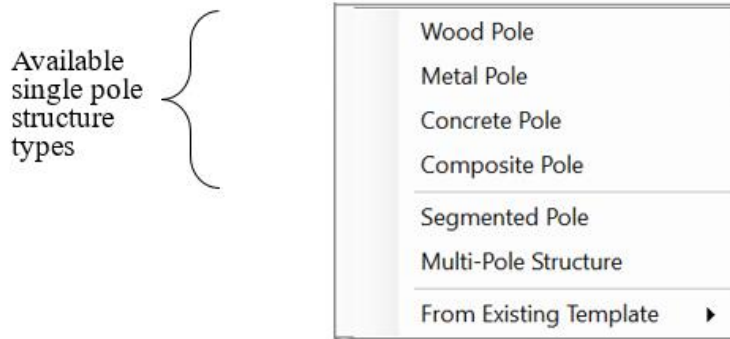 Available
single pole
structure
types
Wood Pole
Metal Pole
Concrete Pole
Composite Pole
Segmented Pole
Multi-Pole Structure
From Existing Template